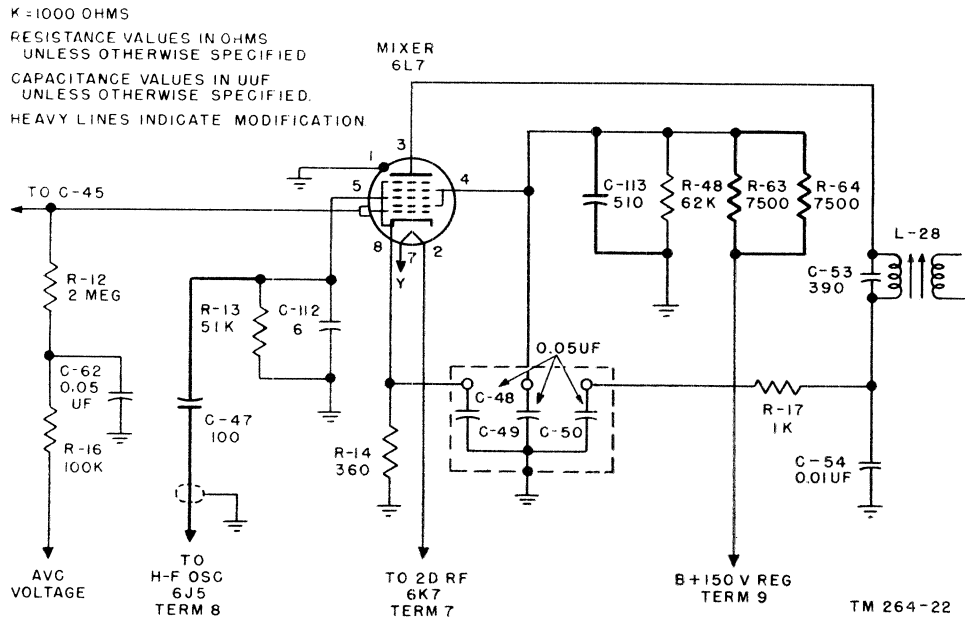 K = 1000 OHMS
RESISTANCE VALUES IN OHMS
UNLESS OTHERWISE SPECIFIED
CAPACITANCE VALUES IN UUF
UNLESS OTHERWISE SPECIFIED.
HEAVY LINES INDICATE MODIFICATION
MIXER
6L7
1
3
5
4
8
7
2
Y
TO C-45
R-12
2 MEG
C-62
0.05
UF
R-16
100K
AVC
VOLTAGE
R-13
51K
C-112
6
C-47
100
TO
H-F OSC
6J5
TERM 8
R-14
360
TO 2D RF
6K7
TERM 7
0.05UF
C-48
C-49
C-50
C-113
510
R-48
62K
R-63
7500
R-64
7500
B+150 V REG
TERM 9
L-28
C-53
390
R-17
1K
C-54
0.01UF
TM 264-22